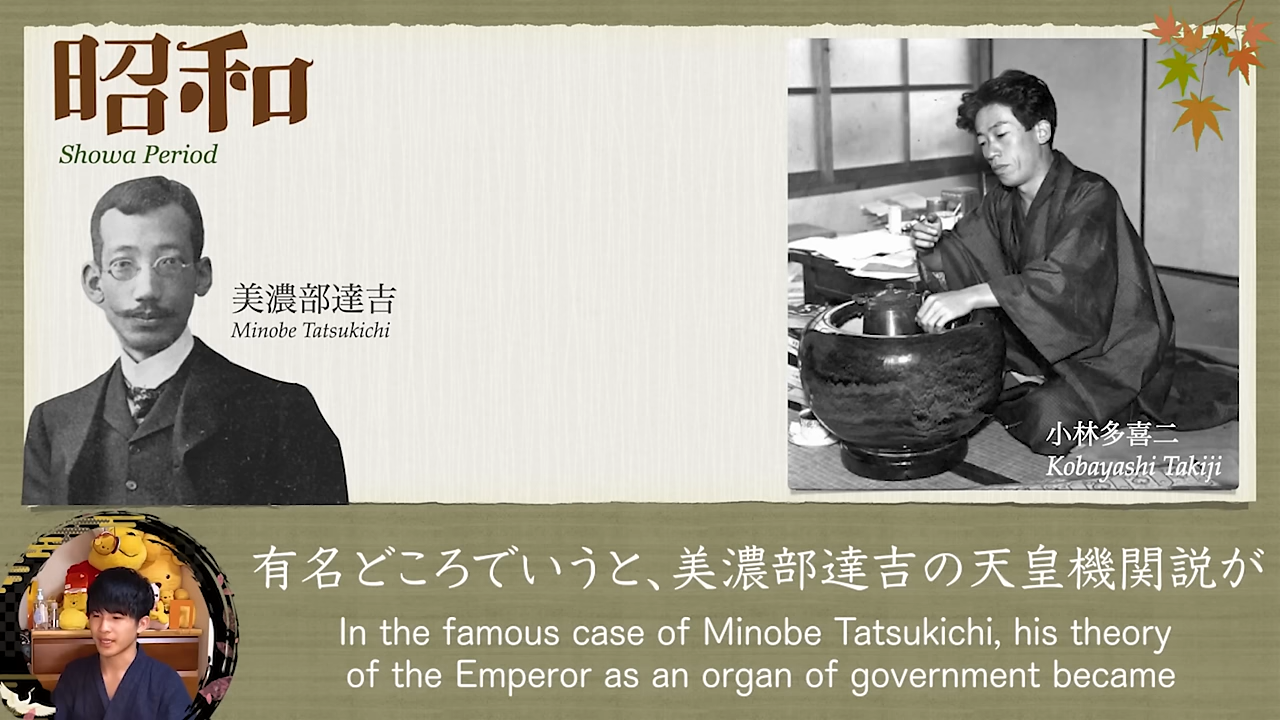 昭和
Showa Period
美濃部達吉
Minobe Tatsukichi
小林多喜二
Kobayashi Takiji
有名どころでいうと、美濃部達吉の天皇機関説が
In the famous case of Minobe Tatsukichi, his theory
of the Emperor as an organ of government became